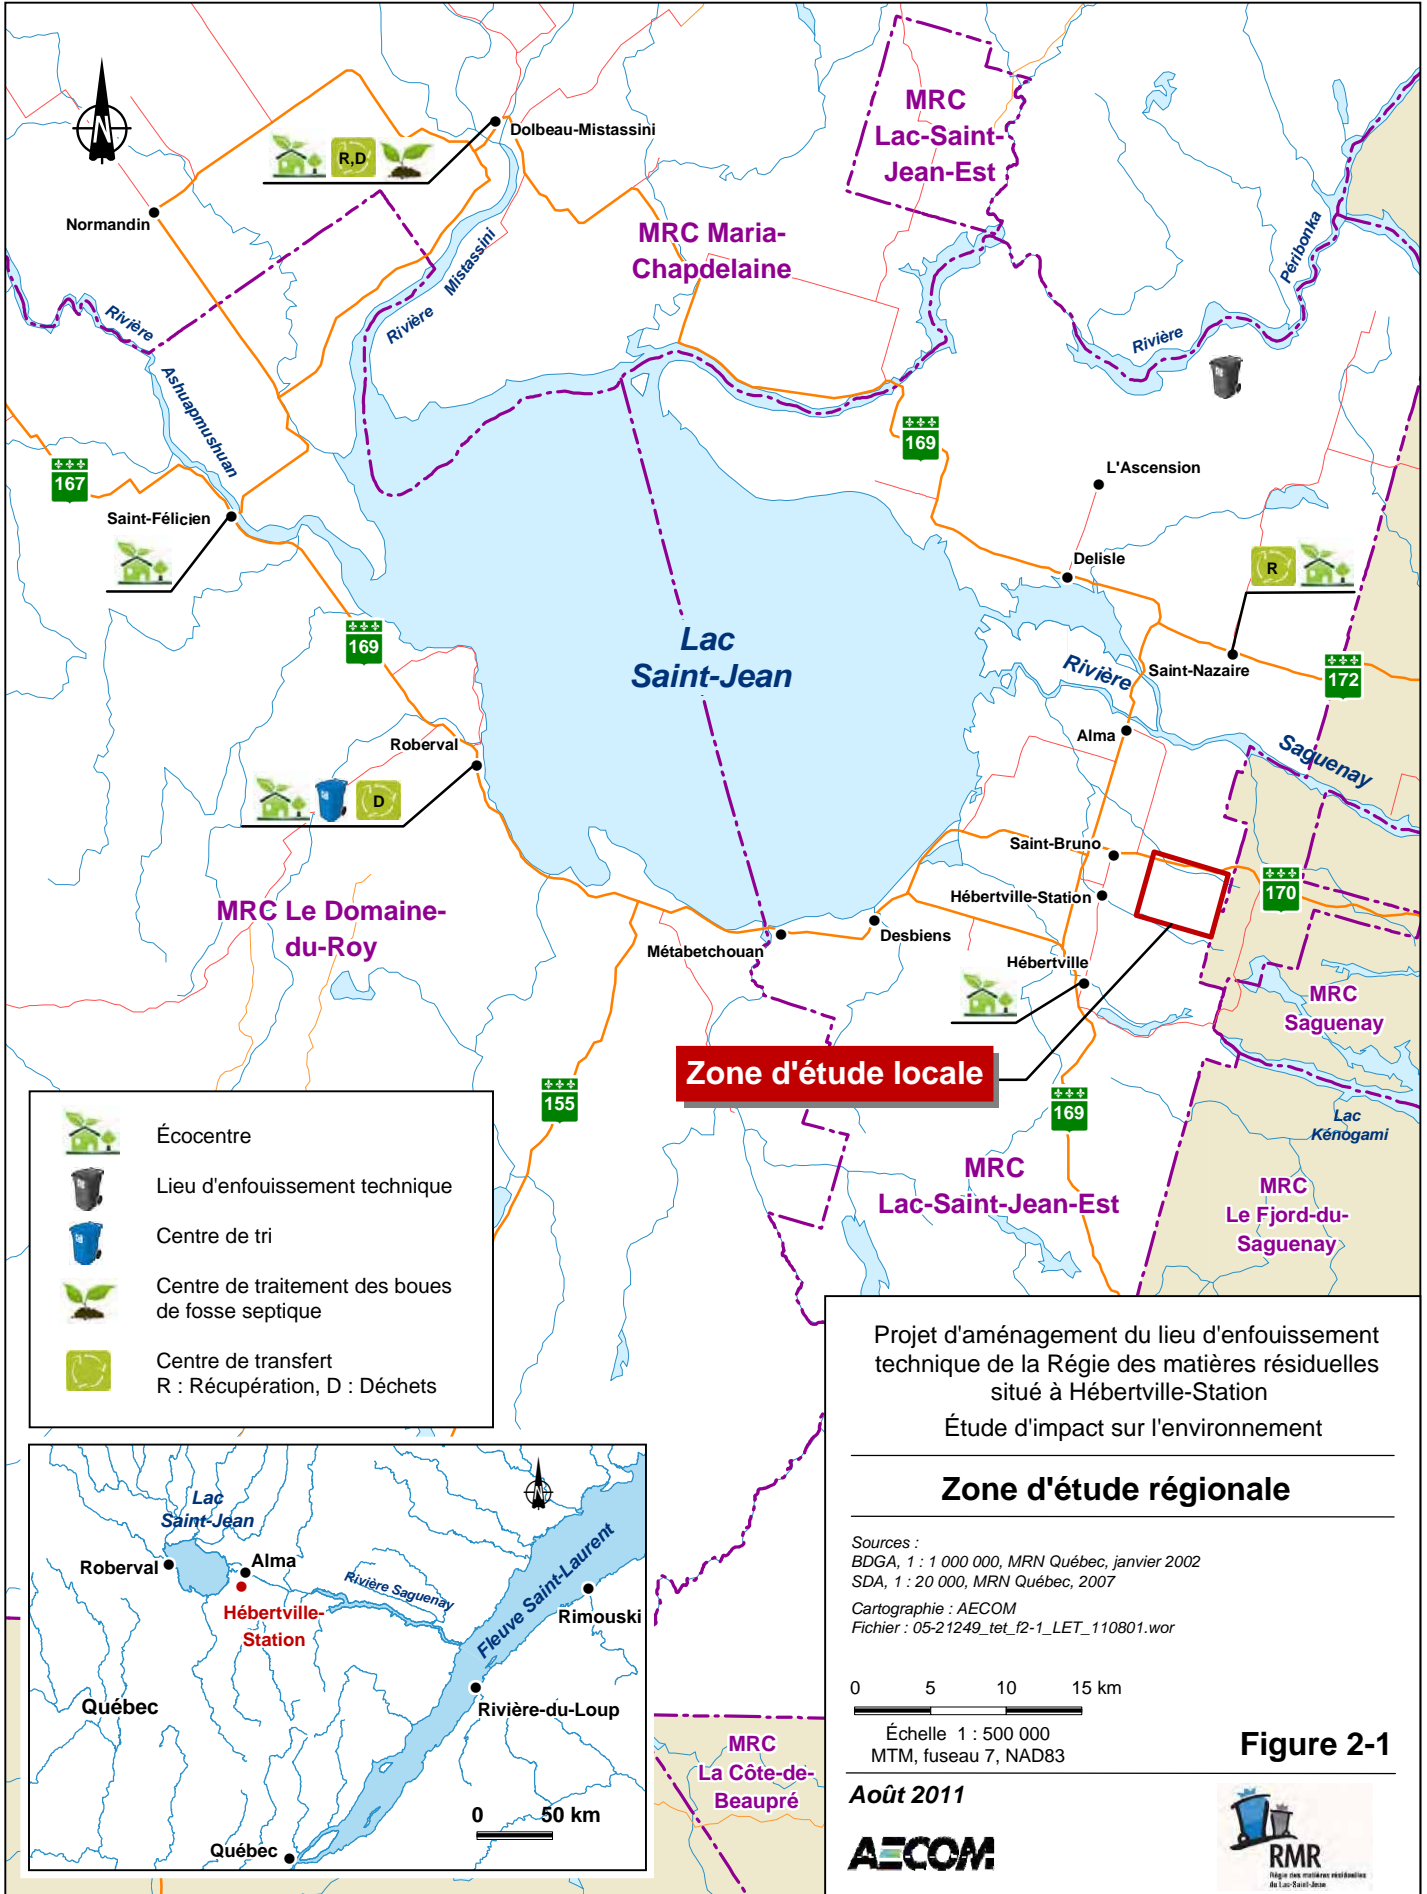 N
R,D
Dolbeau-Mistassini
MRC
Lac-Saint-
Jean-Est
Normandin
MRC Maria-
Chapdelaine
Rivière
Mistassini
Péribonka
Rivière
Rivière
Ashuapmushuan
169
L'Ascension
167
Saint-Félicien
Delisle
R
169
Lac
Saint-Jean
Rivière
Saint-Nazaire
172
Roberval
Alma
Saguenay
D
Saint-Bruno
Hébertville-Station
170
MRC Le Domaine-
du-Roy
Métabetchouan
Desbiens
Hébertville
MRC
Saguenay
Zone d'étude locale
155
169
Lac
Kénogami
MRC
Lac-Saint-Jean-Est
MRC
Le Fjord-du-
Saguenay
Écocentre
Lieu d'enfouissement technique
Centre de tri
Centre de traitement des boues
de fosse septique
Centre de transfert
R : Récupération, D : Déchets
Projet d'aménagement du lieu d'enfouissement
technique de la Régie des matières résiduelles
situé à Hébertville-Station
Étude d'impact sur l'environnement
Zone d'étude régionale
Sources :
BDGA, 1 : 1 000 000, MRN Québec, janvier 2002
SDA, 1 : 20 000, MRN Québec, 2007
Cartographie : AECOM
Fichier : 05-21249_tet_f2-1_LET_110801.wor
0 5 10 15 km
Échelle 1 : 500 000
MTM, fuseau 7, NAD83
Figure 2-1
Août 2011
AECOM
RMR
Régie des matières résiduelles
du Lac-Saint-Jean
N
Lac
Saint-Jean
Roberval
Alma
Rivière Saguenay
Fleuve Saint-Laurent
Hébertville-
Station
Rimouski
Québec
Rivière-du-Loup
0 50 km
Québec
MRC
La Côte-de-
Beaupré